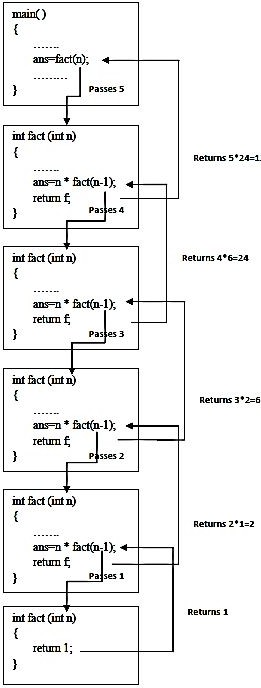 main( )
{
.......
ans=fact(n);
.........
}
Passes 5
int fact (int n)
{
.......
ans=n * fact(n-1);
return f;
}
Passes 4
Returns 5*24=1
int fact (int n)
{
.......
ans=n * fact(n-1);
return f;
}
Passes 3
Returns 4*6=24
int fact (int n)
{
.......
ans=n * fact(n-1);
return f;
}
Passes 2
Returns 3*2=6
int fact (int n)
{
.......
ans=n * fact(n-1);
return f;
}
Passes 1
Returns 2*1=2
int fact (int n)
{
return 1;
}
Returns 1